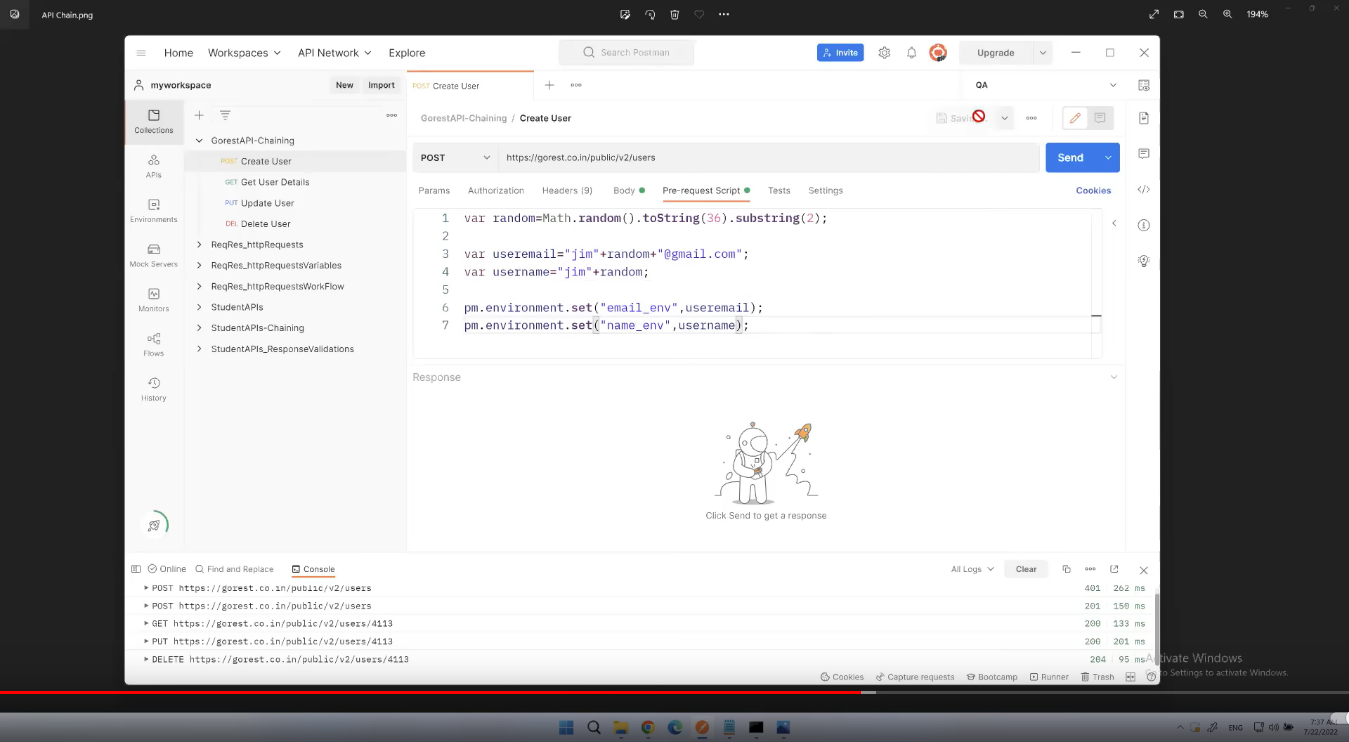 API Chain.png
194%
Home Workspaces API Network Explore
Search Postman
Invite
Upgrade
myworkspace
New Import
POST Create User
QA
Collections
APIs
Environments
Mock Servers
Monitors
Flows
History
GorestAPI-Chaining
POST Create User
GET Get User Details
PUT Update User
DEL Delete User
ReqRes_httpRequests
ReqRes_httpRequestsVariables
ReqRes_httpRequestsWorkFlow
StudentAPIs
StudentAPIs-Chaining
StudentAPIs_ResponseValidations
GorestAPI-Chaining / Create User
POST https://gorest.co.in/public/v2/users
Send
Params Authorization Headers (9) Body Pre-request Script Tests Settings
Cookies
1 var random=Math.random().toString(36).substring(2);
2
3 var useremail="jim"+random+"@gmail.com";
4 var username="jim"+random;
5
6 pm.environment.set("email_env",useremail);
7 pm.environment.set("name_env",username);
Response
Click Send to get a response
Online Find and Replace Console
All Logs Clear
POST https://gorest.co.in/public/v2/users 401 262 ms
POST https://gorest.co.in/public/v2/users 201 150 ms
GET https://gorest.co.in/public/v2/users/4113 200 133 ms
PUT https://gorest.co.in/public/v2/users/4113 200 201 ms
DELETE https://gorest.co.in/public/v2/users/4113 204 95 ms
Cookies Capture requests Bootcamp Runner Trash
Windows
Settings to activate Windows.
ENG
7:37
7/22/2022